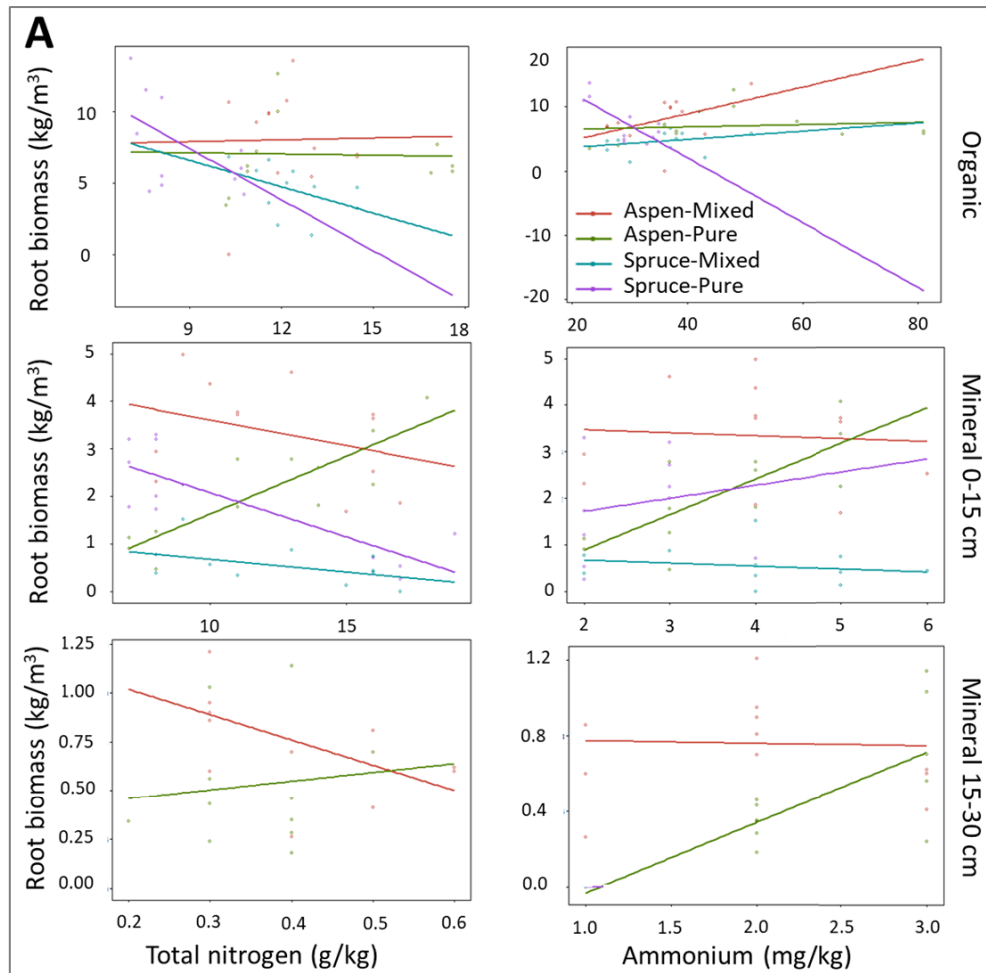 A
Root biomass (kg/m³)
10
5
0
9 12 15 18
20
10
0
-10
-20
20 40 60 80
Organic
Aspen-Mixed
Aspen-Pure
Spruce-Mixed
Spruce-Pure
Root biomass (kg/m³)
5
4
3
2
1
0
10 15
5
4
3
2
1
0
2 3 4 5 6
Mineral 0-15 cm
Root biomass (kg/m³)
1.25
1.00
0.75
0.50
0.25
0.00
0.2 0.3 0.4 0.5 0.6
Total nitrogen (g/kg)
1.2
0.8
0.4
0.0
1.0 1.5 2.0 2.5 3.0
Ammonium (mg/kg)
Mineral 15-30 cm